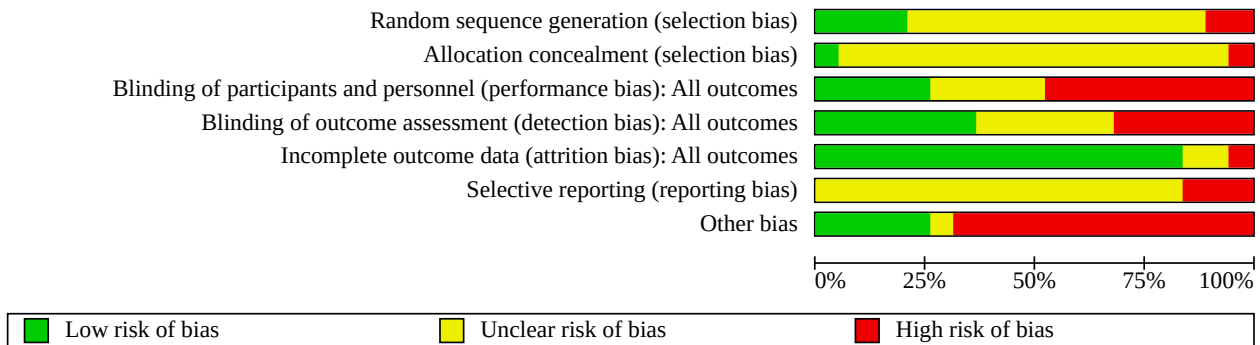 Random sequence generation (selection bias)
Allocation concealment (selection bias)
Blinding of participants and personnel (performance bias): All outcomes
Blinding of outcome assessment (detection bias): All outcomes
Incomplete outcome data (attrition bias): All outcomes
Selective reporting (reporting bias)
Other bias
0% 25% 50% 75% 100%
Low risk of bias Unclear risk of bias High risk of bias